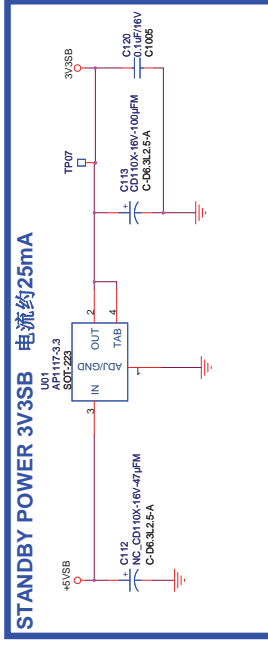 STANDBY POWER 3V3SB 电流约25mA
+5VSB
C112
NC_CD110X-16V-47µFM
C-D6.3L2.5-A
+
U01
AP1117-3.3
SOT-223
3
IN
ADJ/GND
OUT
TAB
2
4
1
TP07
3V3SB
+
C113
CD110X-16V-100µFM
C-D6.3L2.5-A
C120
0.1uF/16V
C1005